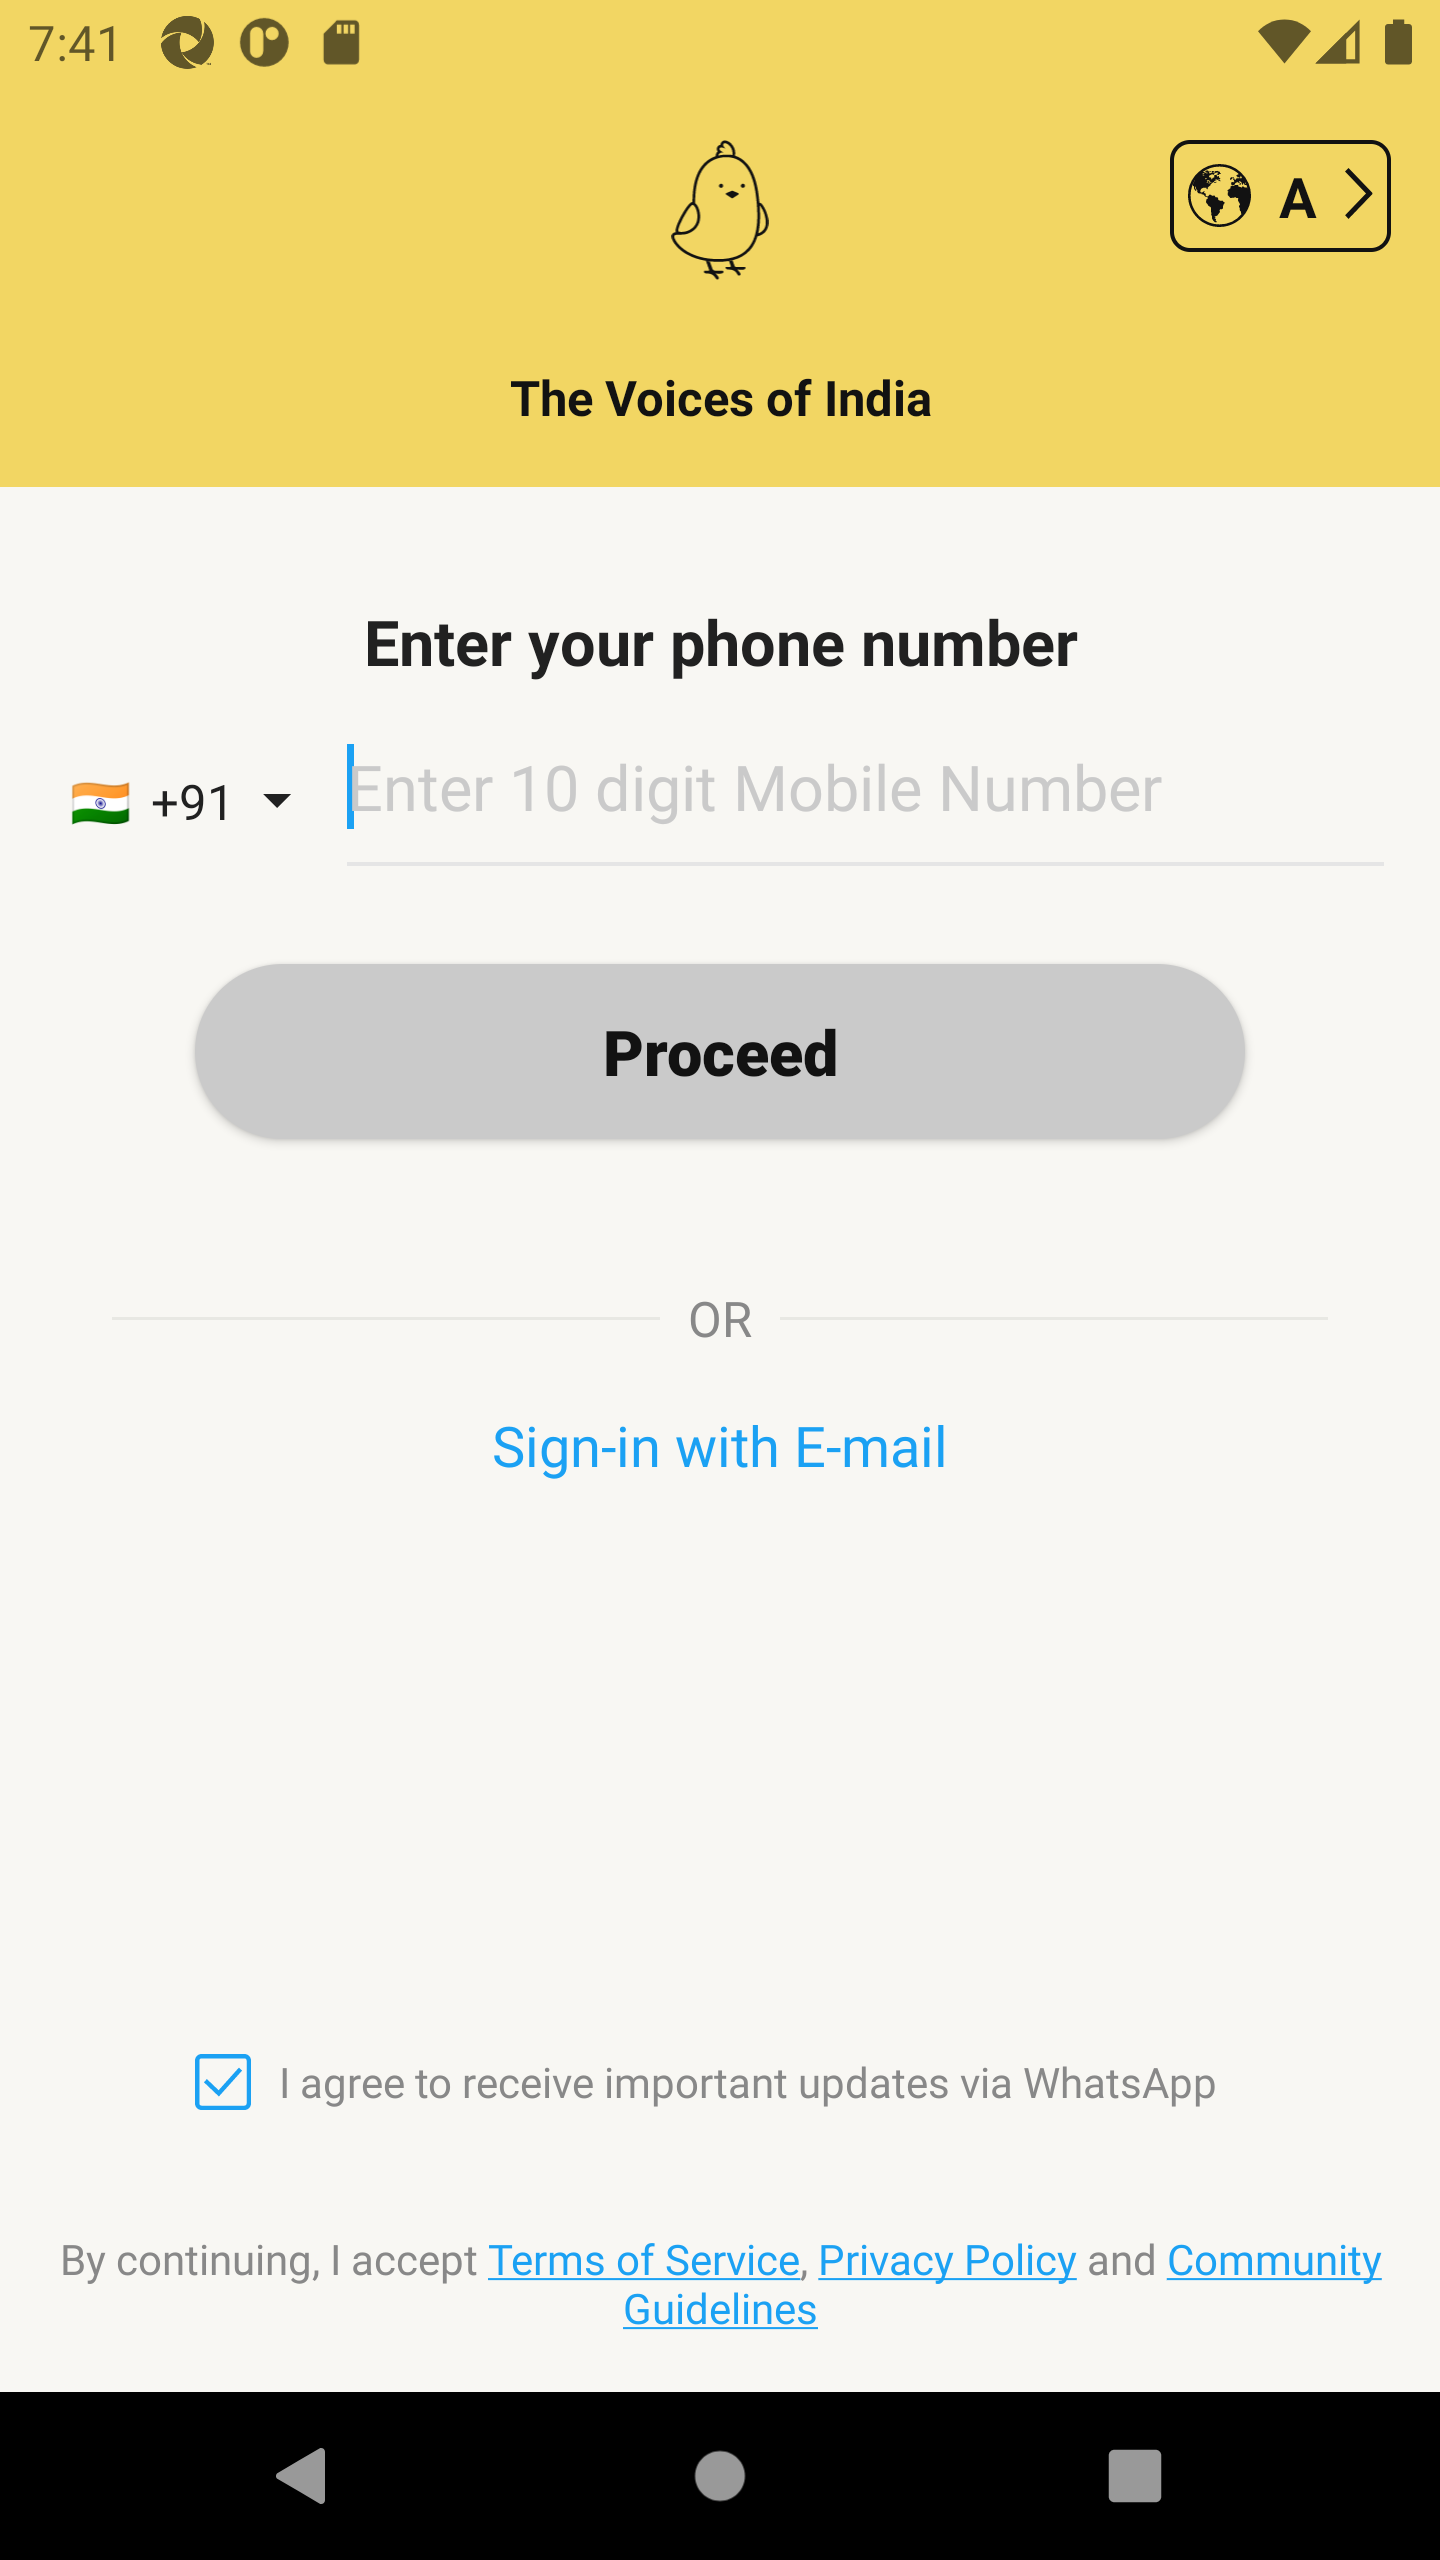 7:41
A
The Voices of India
Enter your phone number
+91
Enter 10 digit Mobile Number
Proceed
OR
Sign-in with E-mail
I agree to receive important updates via WhatsApp
By continuing, I accept Terms of Service, Privacy Policy and Community
Guidelines